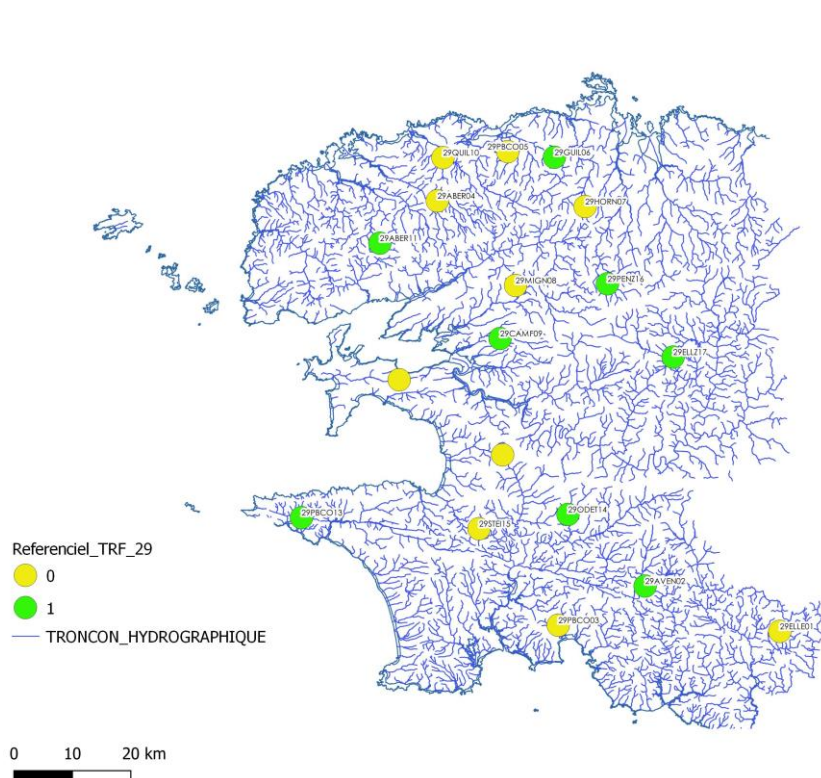 29PBCO05
29QUIL10
29GUIL06
29ABER04
29HORN07
29ABER11
29MIGN08
29PENZ16
29CAMF09
29ELLZ17
29PBCO13
29ODET14
29STEI15
Referenciel_TRF_29
0
1
TRONCON_HYDROGRAPHIQUE
29AVEN02
29PBCO03
29ELLE01
0 10 20 km